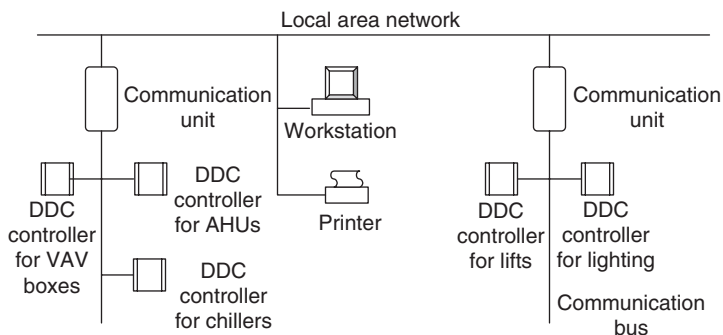 Local area network
Communication
unit
Workstation
Communication
unit
DDC
controller
for VAV
boxes
DDC
controller
for AHUs
Printer
DDC
controller
for lifts
DDC
controller
for lighting
DDC
controller
for chillers
Communication
bus